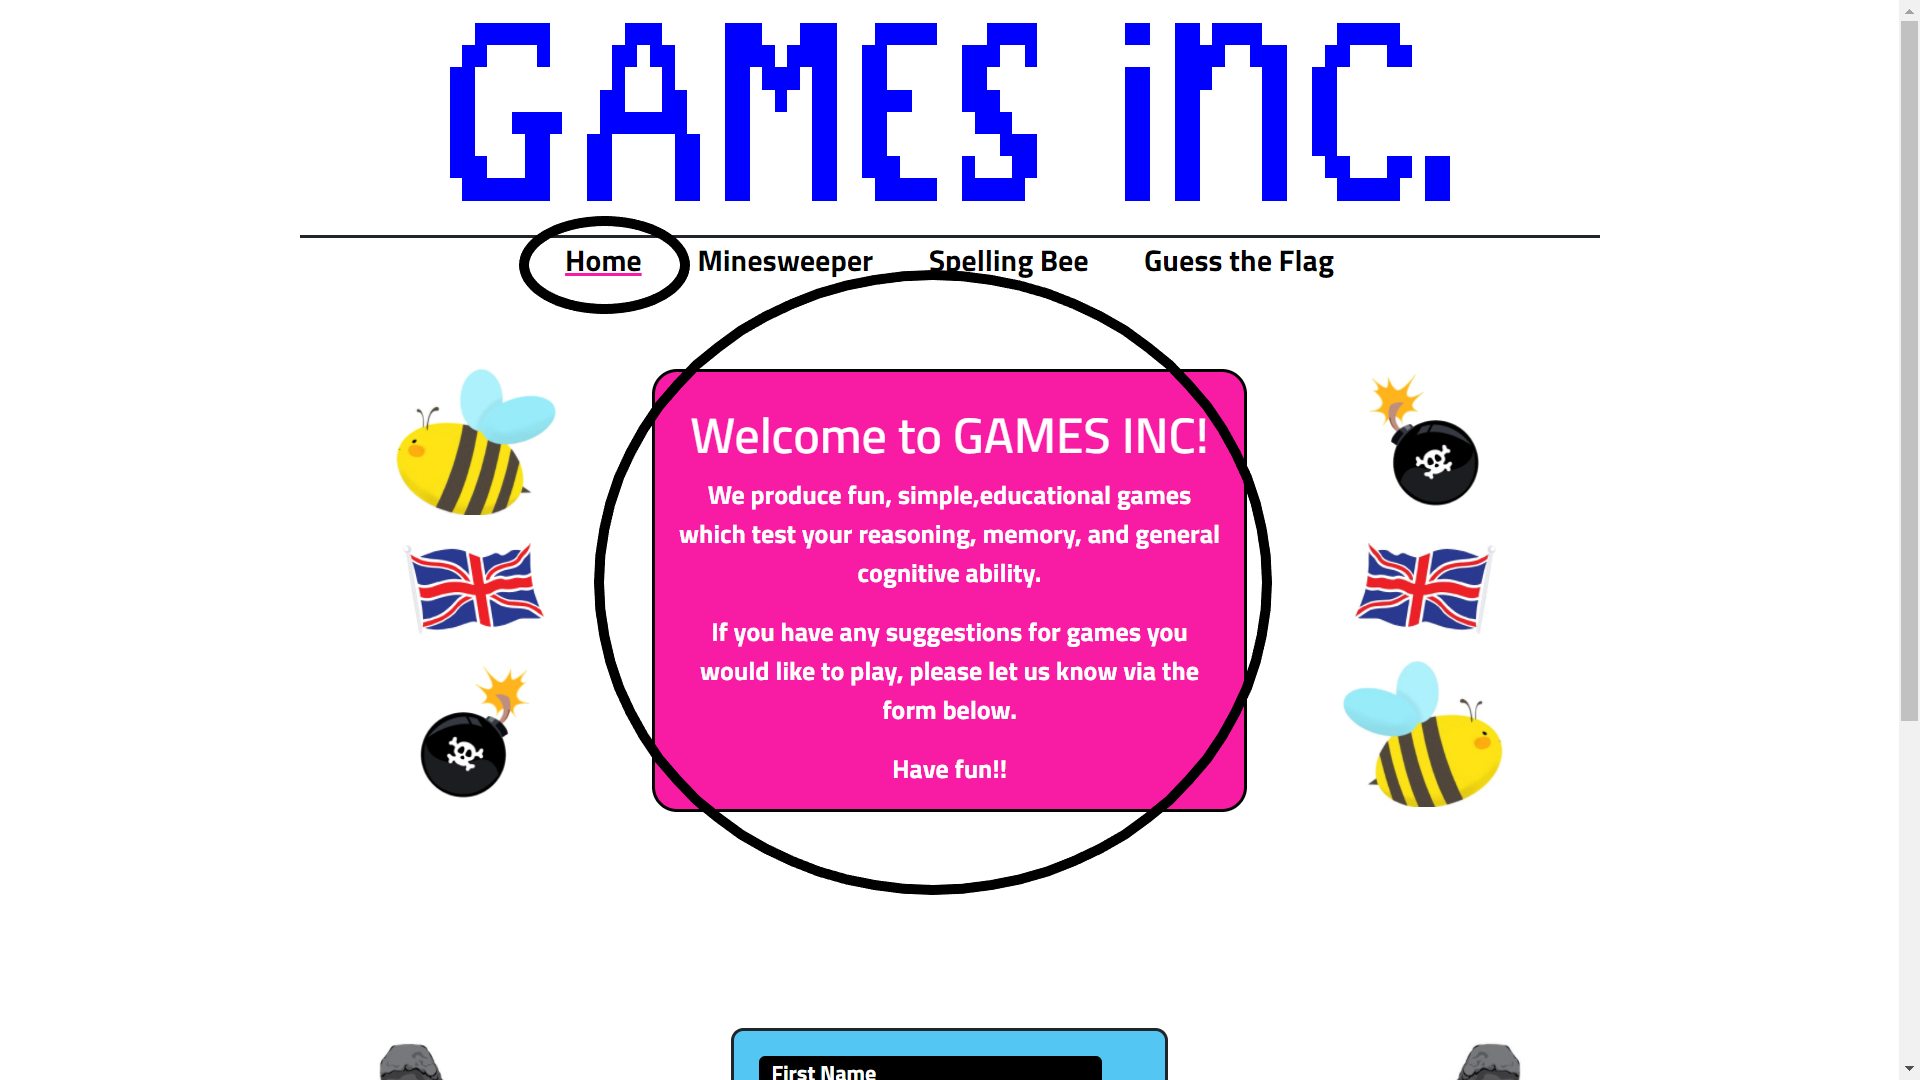 GAMES iNC.
Home Minesweeper Spelling Bee Guess the Flag
Welcome to GAMES INC!
We produce fun, simple,educational games
which test your reasoning, memory, and general
cognitive ability.
If you have any suggestions for games you
would like to play, please let us know via the
form below.
Have fun!!
First Name